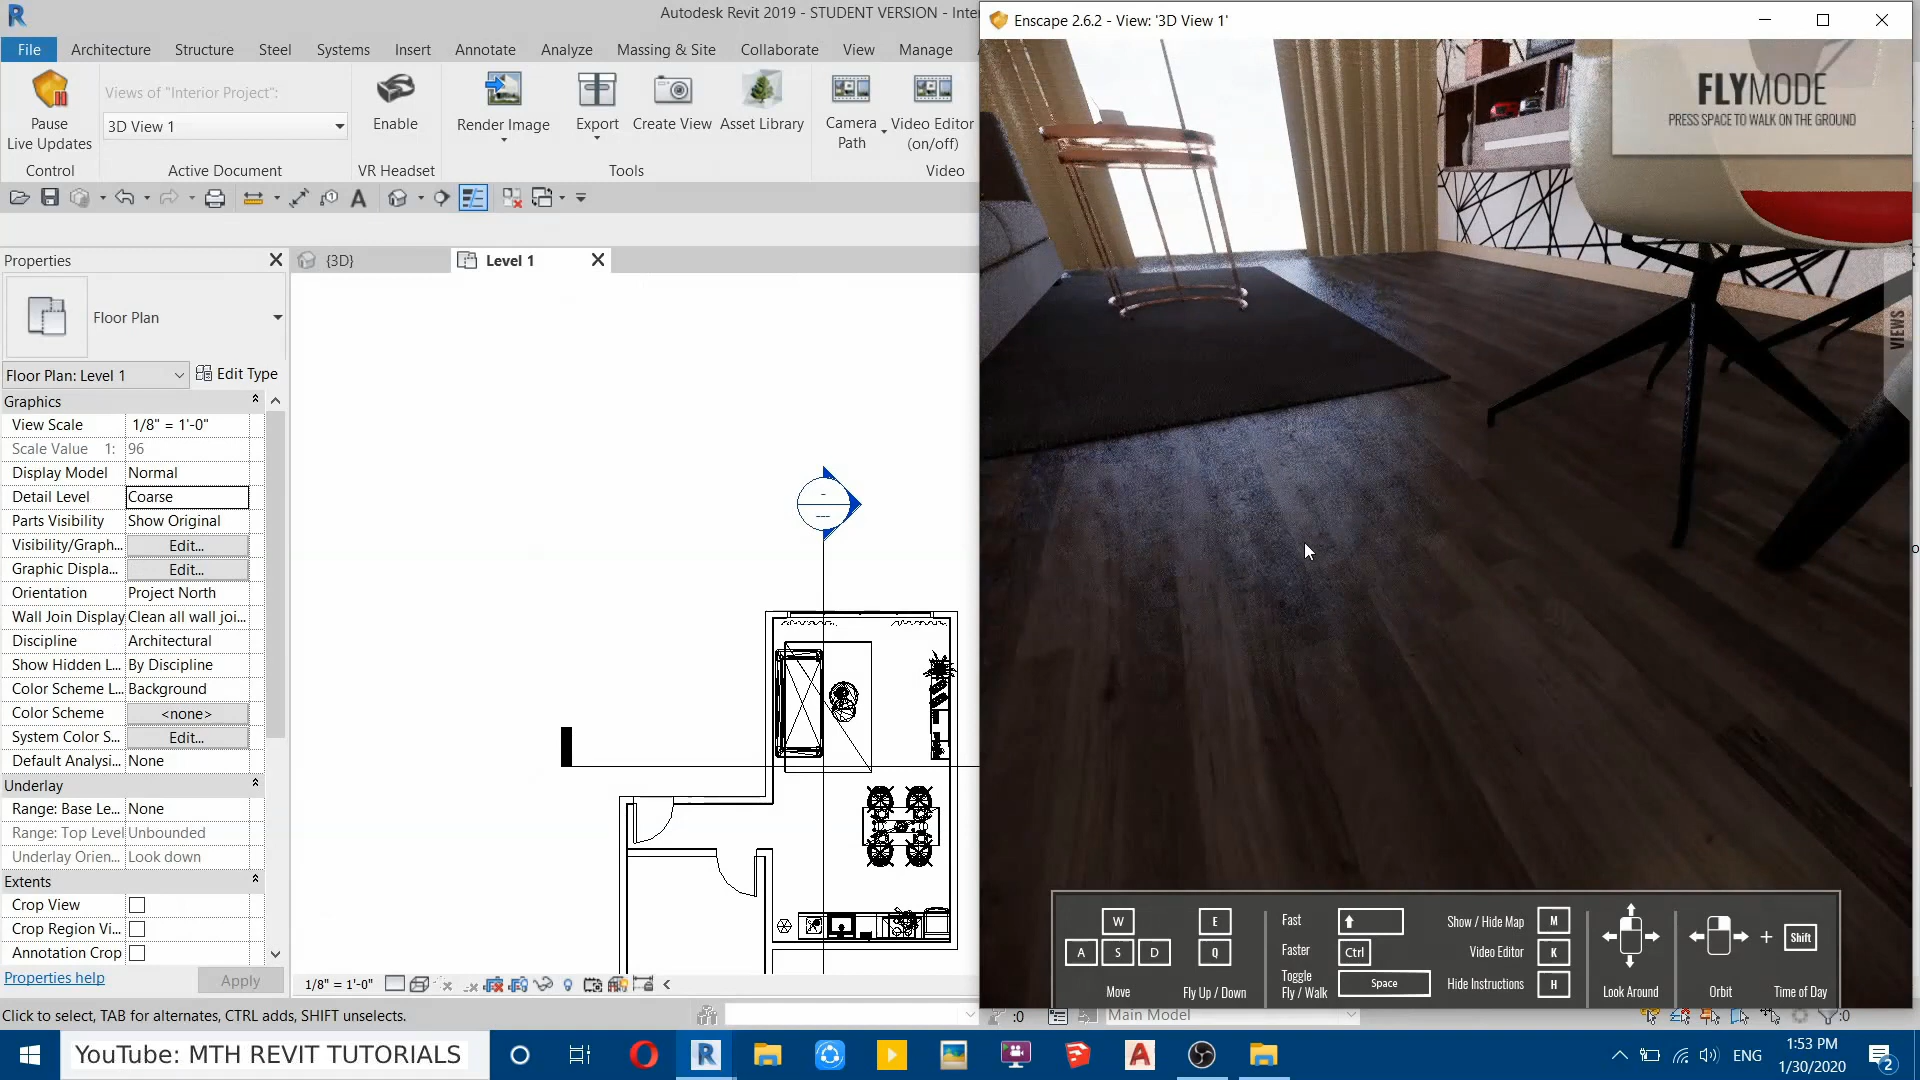 Autodesk Revit 2019 - STUDENT VERSION - Inter
File
Architecture
Structure
Steel
Systems
Insert
Annotate
Analyze
Massing & Site
Collaborate
View
Manage
Pause
Live Updates
Views of "Interior Project":
3D View 1
Enable
Render Image
Export
Create View
Asset Library
Camera
Path
Video Editor
(on/off)
Control
Active Document
VR Headset
Tools
Video
Properties
{3D}
Level 1
Floor Plan
Floor Plan: Level 1
Edit Type
Graphics
View Scale 1/8" = 1'-0"
Scale Value 1: 96
Display Model Normal
Detail Level Coarse
Parts Visibility Show Original
Visibility/Graph... Edit...
Graphic Displa... Edit...
Orientation Project North
Wall Join Display Clean all wall joi...
Discipline Architectural
Show Hidden L... By Discipline
Color Scheme L... Background
Color Scheme <none>
System Color S... Edit...
Default Analysi... None
Underlay
Range: Base Le... None
Range: Top Level Unbounded
Underlay Orien... Look down
Extents
Crop View
Crop Region Vi...
Annotation Crop
Properties help
Apply
1/8" = 1'-0"
Click to select, TAB for alternates, CTRL adds, SHIFT unselects.
:0
Main Model
:0
Enscape 2.6.2 - View: '3D View 1'
FLYMODE
PRESS SPACE TO WALK ON THE GROUND
VIEWS
W
A S D
Move
E
Q
Fly Up / Down
Fast
Faster Ctrl
Toggle
Fly / Walk Space
Show / Hide Map M
Video Editor K
Hide Instructions H
Look Around
Orbit
+ Shift
Time of Day
YouTube: MTH REVIT TUTORIALS
ENG
1:53 PM
1/30/2020
2